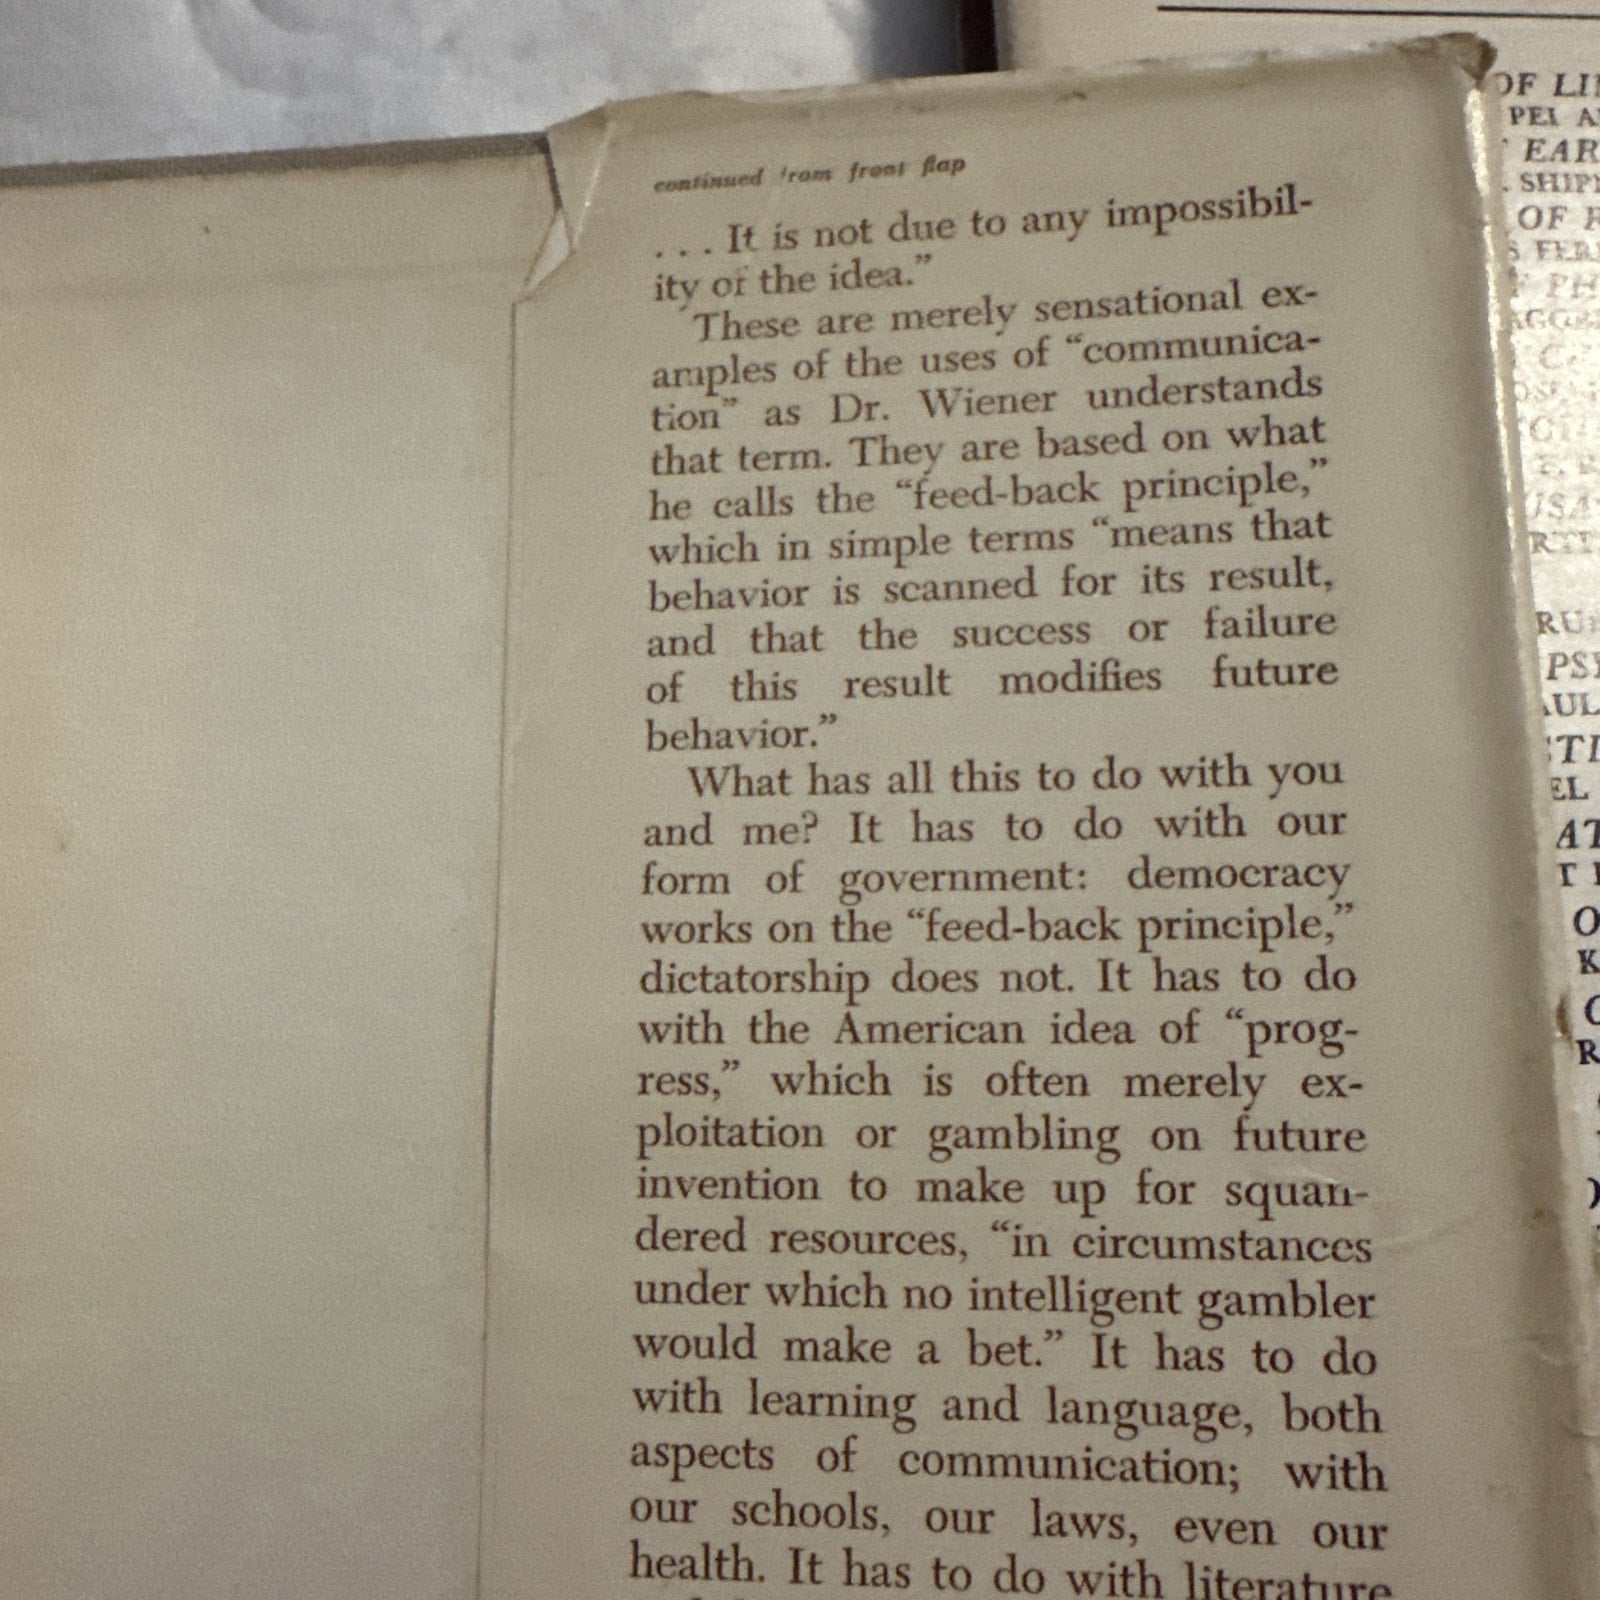 continued from front flap
. . . It is not due to any impossibil-
ity of the idea.”
These are merely sensational ex-
amples of the uses of “communica-
tion” as Dr. Wiener understands
that term. They are based on what
he calls the “feed-back principle,”
which in simple terms “means that
behavior is scanned for its result,
and that the success or failure
of this result modifies future
behavior.”
What has all this to do with you
and me? It has to do with our
form of government: democracy
works on the “feed-back principle,”
dictatorship does not. It has to do
with the American idea of “prog-
ress,” which is often merely ex-
ploitation or gambling on future
invention to make up for squan-
dered resources, “in circumstances
under which no intelligent gambler
would make a bet.” It has to do
with learning and language, both
aspects of communication; with
our schools, our laws, even our
health. It has to do with literature
OF
PEI
EAR
OF